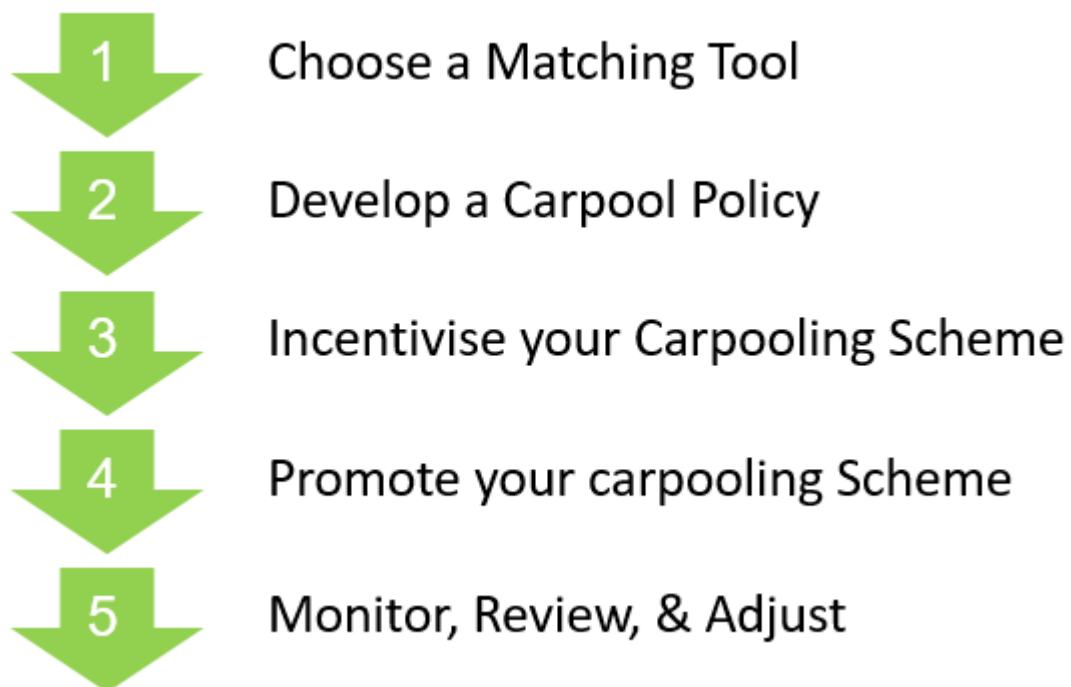 1 Choose a Matching Tool
2 Develop a Carpool Policy
3 Incentivise your Carpooling Scheme
4 Promote your carpooling Scheme
5 Monitor, Review, & Adjust